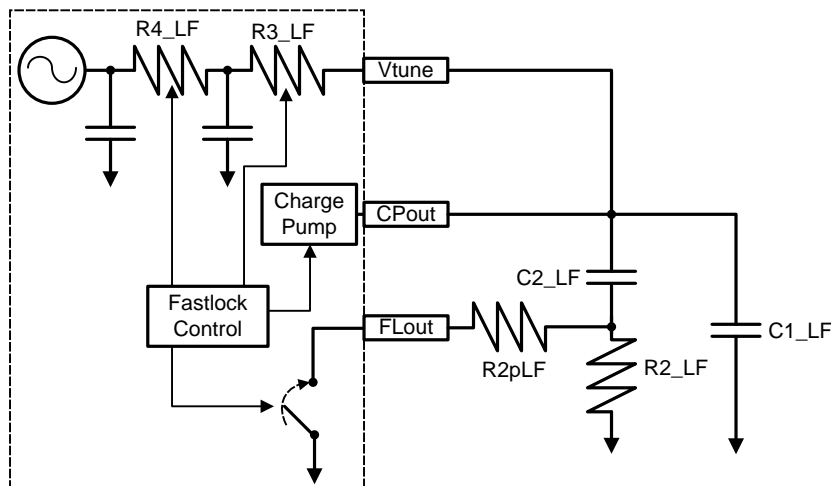 R4_LF
R3_LF
Vtune
Charge
Pump
CPout
C2_LF
Fastlock
Control
FLout
R2pLF
R2_LF
C1_LF